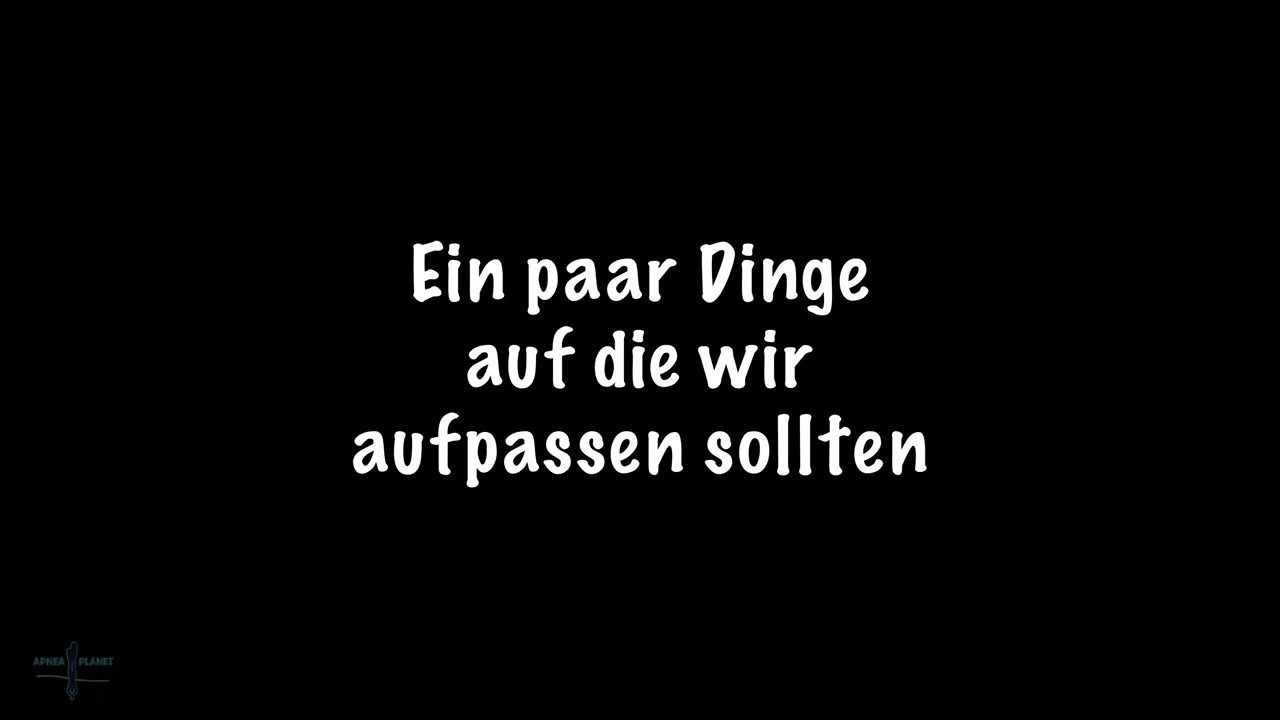 Ein paar Dinge
auf die wir
aufpassen sollten
APNEA PLANET